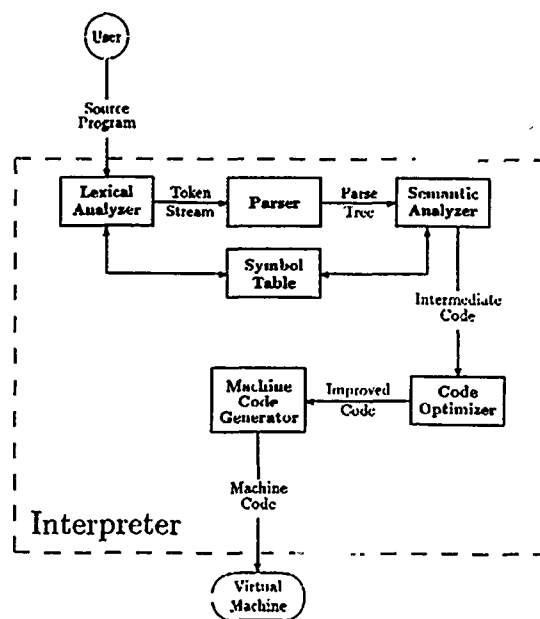 User
Source
Program
Lexical
Analyzer
Token
Stream
Parser
Parse
Tree
Semantic
Analyzer
Symbol
Table
Intermediate
Code
Machine
Code
Generator
Improved
Code
Code
Optimizer
Machine
Code
Interpreter
Virtual
Machine